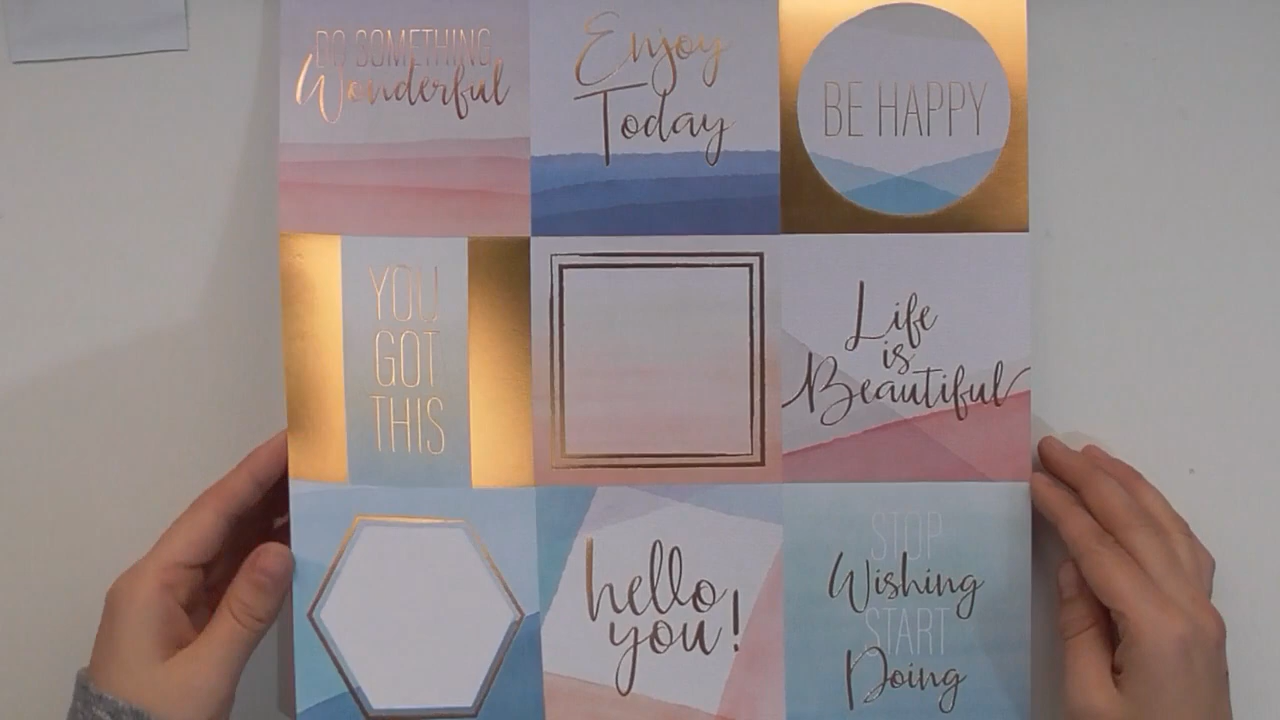 DO SOMETHING
Wonderful
Enjoy
Today
BE HAPPY
YOU
GOT
THIS
Life
is
Beautiful
hello
you!
STOP
Wishing
START
Doing